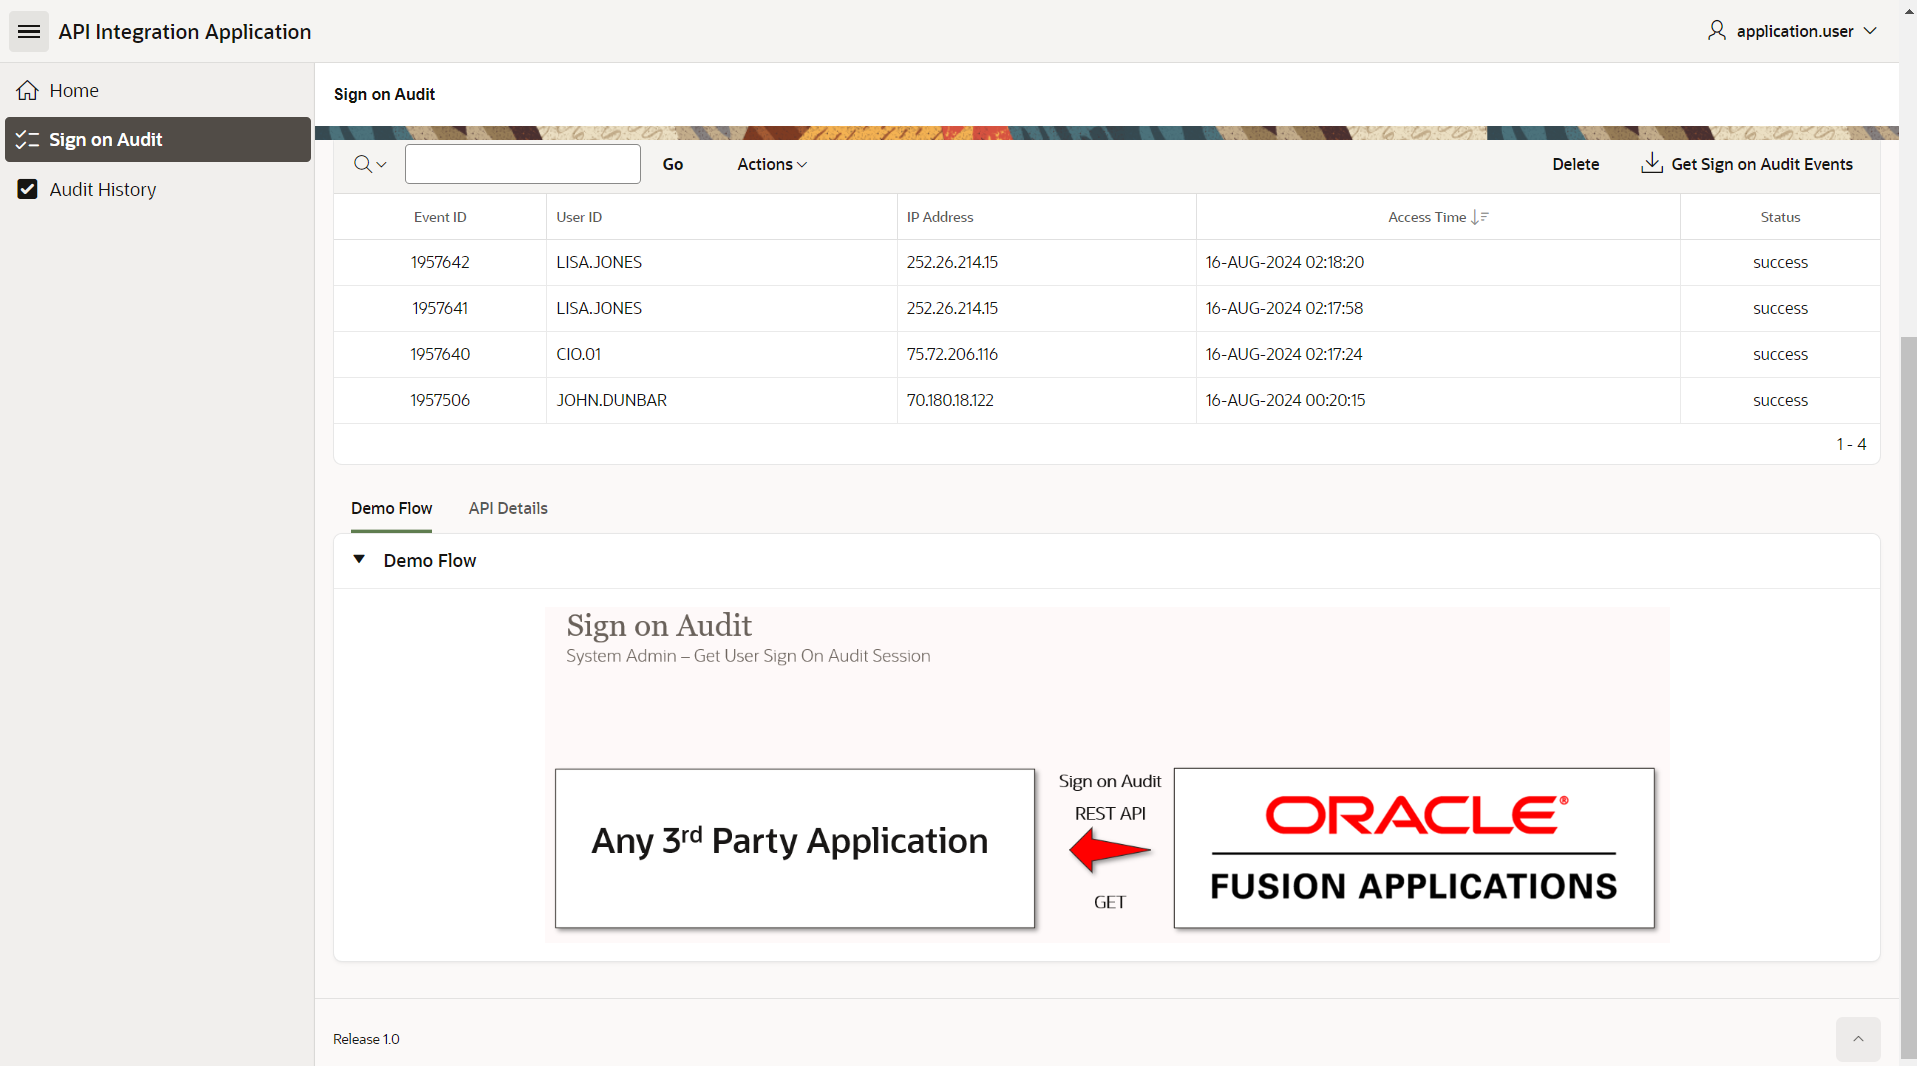 API Integration Application
application.user
Home
Sign on Audit
Audit History
Sign on Audit
Go Actions Delete Get Sign on Audit Events
Event ID User ID IP Address Access Time Status
1957642 LISA.JONES 252.26.214.15 16-AUG-2024 02:18:20 success
1957641 LISA.JONES 252.26.214.15 16-AUG-2024 02:17:58 success
1957640 CIO.01 75.72.206.116 16-AUG-2024 02:17:24 success
1957506 JOHN.DUNBAR 70.180.18.122 16-AUG-2024 00:20:15 success
1 - 4
Demo Flow API Details
Demo Flow
Sign on Audit
System Admin – Get User Sign On Audit Session
Any 3rd Party Application
Sign on Audit
REST API
GET
ORACLE®
FUSION APPLICATIONS
Release 1.0